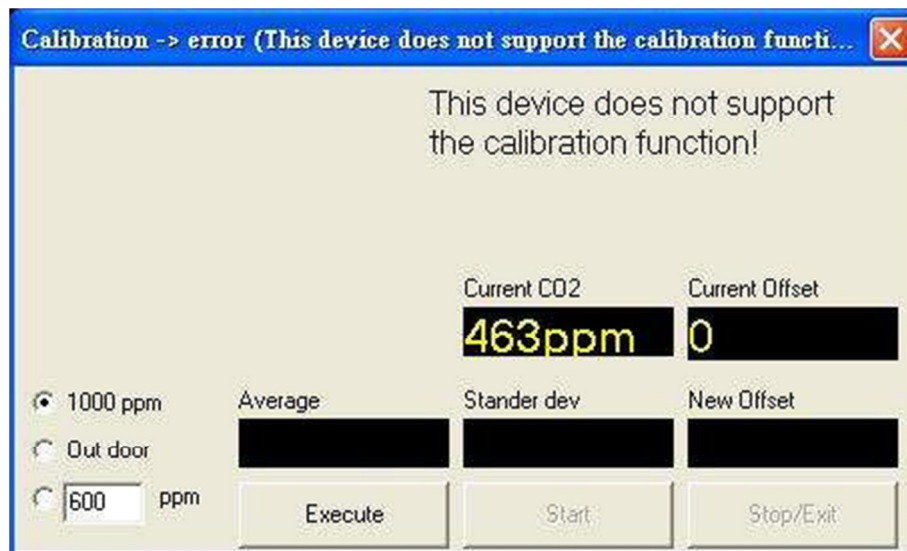 Calibration -> error (This device does not support the calibration functi...
This device does not support
the calibration function!
Current CO2
Current Offset
463ppm
0
1000 ppm
Average
Stander dev
New Offset
Out door
600 ppm
Execute
Start
Stop/Exit